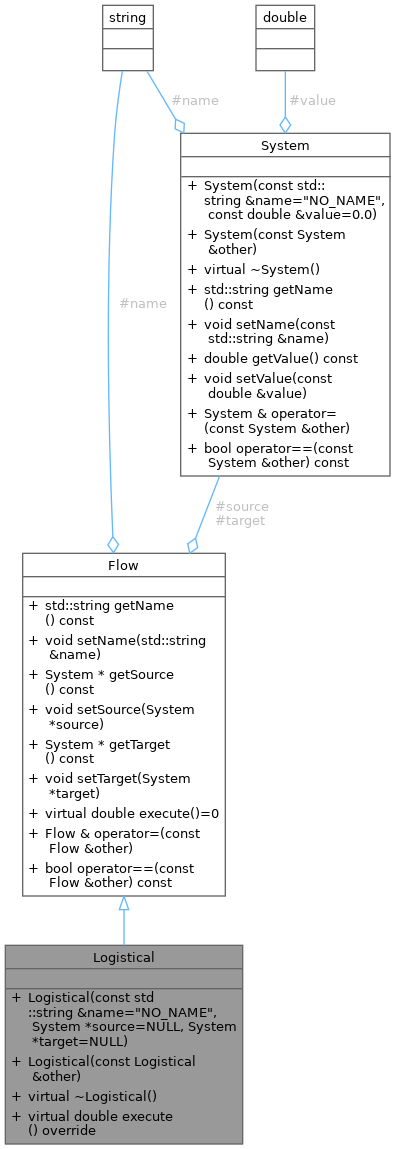 string
double
#name
#value
System
+ System(const std::
string &name="NO_NAME",
const double &value=0.0)
+ System(const System
&other)
+ virtual ~System()
+ std::string getName
() const
+ void setName(const
std::string &name)
+ double getValue() const
+ void setValue(const
double &value)
+ System & operator=
(const System &other)
+ bool operator==(const
System &other) const
#name
#source
#target
Flow
+ std::string getName
() const
+ void setName(std::string
&name)
+ System * getSource
() const
+ void setSource(System
*source)
+ System * getTarget
() const
+ void setTarget(System
*target)
+ virtual double execute()=0
+ Flow & operator=(const
Flow &other)
+ bool operator==(const
Flow &other) const
Logistical
+ Logistical(const std
::string &name="NO_NAME",
System *source=NULL, System
*target=NULL)
+ Logistical(const Logistical
&other)
+ virtual ~Logistical()
+ virtual double execute
() override